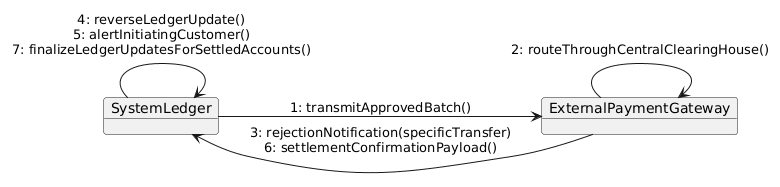 4: reverseLedgerUpdate()
5: alertInitiatingCustomer()
7: finalizeLedgerUpdatesForSettledAccounts()
2: routeThroughCentralClearingHouse()
SystemLedger
1: transmitApprovedBatch()
ExternalPaymentGateway
3: rejectionNotification(specificTransfer)
6: settlementConfirmationPayload()